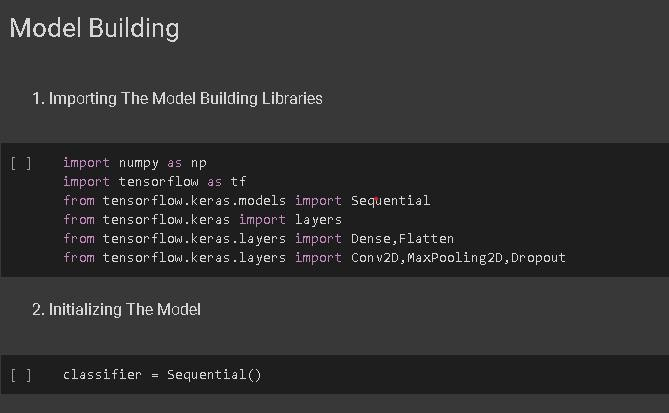 Model Building
1. Importing The Model Building Libraries
[ ] import numpy as np
import tensorflow as tf
from tensorflow.keras.models import Sequential
from tensorflow.keras import layers
from tensorflow.keras.layers import Dense,Flatten
from tensorflow.keras.layers import Conv2D,MaxPooling2D,Dropout
2. Initializing The Model
[ ] classifier = Sequential()